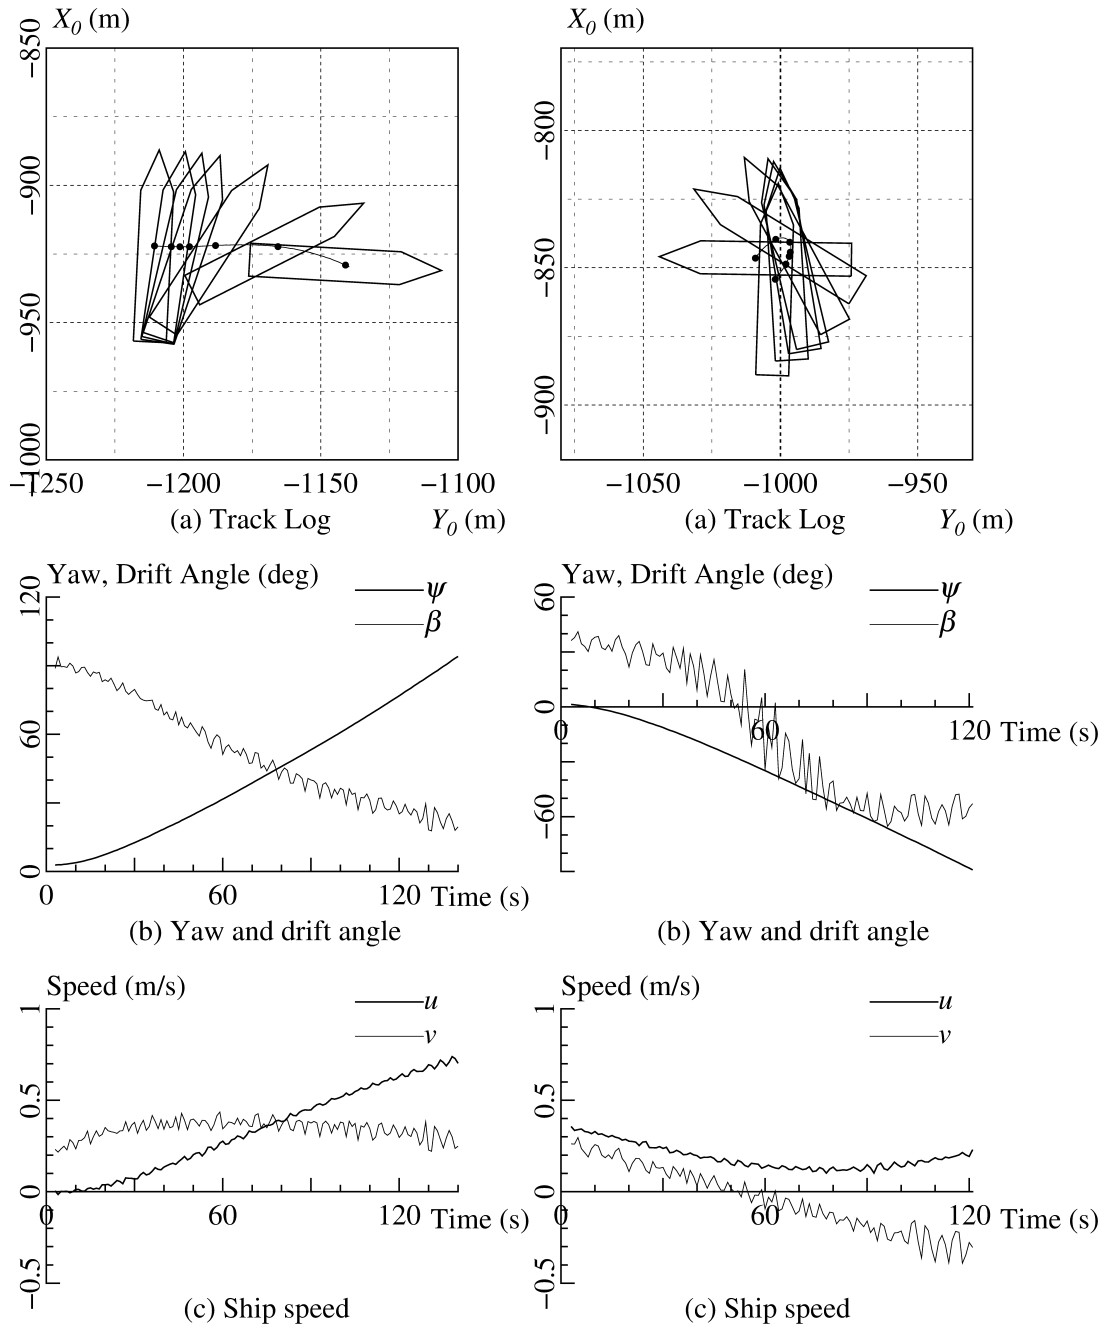 X0 (m)
−850
−900
−950
−1000
−1250 −1200 −1150 −1100
(a) Track Log Y0 (m)
X0 (m)
−800
−850
−900
−1050 −1000 −950
(a) Track Log Y0 (m)
Yaw, Drift Angle (deg)
120
60
0
ψ
β
0 60 120 Time (s)
(b) Yaw and drift angle
Yaw, Drift Angle (deg)
60
0
−60
ψ
β
0 60 120 Time (s)
(b) Yaw and drift angle
Speed (m/s)
1
0.5
0
−0.5
u
v
0 60 120 Time (s)
(c) Ship speed
Speed (m/s)
1
0.5
0
−0.5
u
v
0 60 120 Time (s)
(c) Ship speed